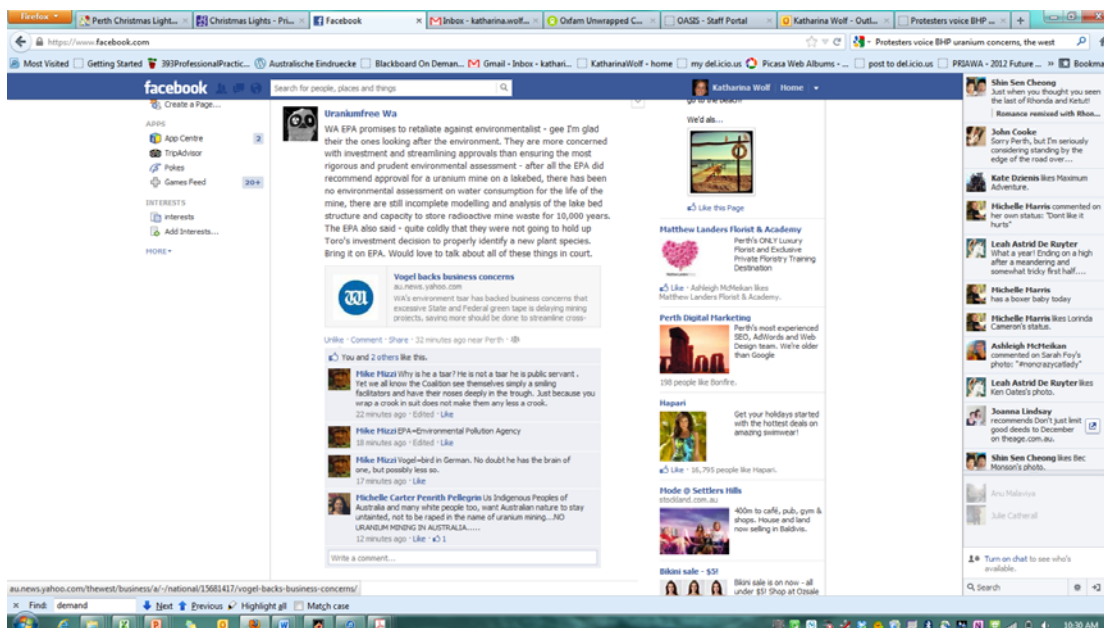 Firefox
Perth Christmas Light...
Christmas Lights - Pri...
Facebook
Inbox - katharina.wolf...
Oxfam Unwrapped C...
OASIS - Staff Portal
Katharina Wolf - Outl...
Protesters voice BHP ...
https://www.facebook.com
Protesters voice BHP uranium concerns, the west
Most Visited
Getting Started
393ProfessionalPractic...
Australische Eindruecke
Blackboard On Deman...
Gmail - Inbox - kathari...
KatharinaWolf - home
my del.icio.us
Picasa Web Albums - ...
post to del.icio.us
PRIAWA - 2012 Future ...
Bookma
facebook
Search for people, places and things
Katharina Wolf
Home
Create a Page...
APPS
App Centre 2
TripAdvisor
Pokes
Games Feed 20+
INTERESTS
interests
Add Interests...
MORE
Uraniumfree Wa
WA EPA promises to retaliate against environmentalist - gee I'm glad
their the ones looking after the environment. They are more concerned
with investment and streamlining approvals than ensuring the most
rigorous and prudent environmental assessment - after all the EPA did
recommend approval for a uranium mine on a lakebed, there has been
no environmental assessment on water consumption for the life of the
mine, there are still incomplete modelling and analysis of the lake bed
structure and capacity to store radioactive mine waste for 10,000 years.
The EPA also said - quite coldly that they were not going to hold up
Toro's investment decision to properly identify a new plant species.
Bring it on EPA. Would love to talk about all of these things in court.
Vogel backs business concerns
au.news.yahoo.com
WA's environment tsar has backed business concerns that
excessive State and Federal green tape is delaying mining
projects, saving more should be done to streamline cross-
Unlike · Comment · Share · 32 minutes ago near Perth ·
You and 2 others like this.
Mike Mizzi Why is he a tsar? He is not a tsar he is public servant .
Yet we all know the Coalition see themselves simply a smiling
facilitators and have their noses deeply in the trough. Just because you
wrap a crook in suit does not make them any less a crook.
22 minutes ago · Edited · Like
Mike Mizzi EPA=Environmental Pollution Agency
18 minutes ago · Edited · Like
Mike Mizzi Vogel=bird in German. No doubt he has the brain of
one, but possibly less so.
17 minutes ago · Like
Michelle Carter Penrith Pellegrin Us Indigenous Peoples of
Australia and many white people too, want Australian nature to stay
untainted, not to be raped in the name of uranium mining...NO
URANIUM MINING IN AUSTRALIA.....
12 minutes ago · Like · 1
Write a comment...
go to the beach?
We'd als...
Like this Page
Matthew Landers Florist & Academy
Perth's ONLY Luxury
Florist and Exclusive
Private Floristry Training
Destination
Like · Ashleigh McMeikan likes
Matthew Landers Florist & Academy.
Perth Digital Marketing
Perth's most experienced
SEO, AdWords and Web
Design team. We're older
than Google
198 people like Bonfire.
Hapari
Get your holidays started
with the hottest deals on
amazing swimwear!
Like · 16,795 people like Hapari.
Mode @ Settlers Hills
stockland.com.au
400m to café, pub, gym &
shops. House and land
now selling in Baldivis.
Bikini sale - $5!
Bikini sale is on now - all
under $5! Shop at Ozsale
Shin Sen Cheong
Just when you thought you seen
the last of Rhonda and Ketut!
Romance remixed with Rhon...
John Cooke
Sorry Perth, but I'm seriously
considering standing by the
edge of the road over...
Kate Dzienis likes Maximum
Adventure.
Michelle Marris commented on
her own status: "Dont like it
hurts"
Leah Astrid De Ruyter
What a year! Ending on a high
after a meandering and
somewhat tricky first half....
Michelle Marris
has a boxer baby today
Michelle Marris likes Lorinda
Cameron's status.
Ashleigh McMeikan
commented on Sarah Foy's
photo: "#noncrazycatlady"
Leah Astrid De Ruyter likes
Ken Oates's photo.
Joanna Lindsay
recommends Don't just limit
good deeds to December
on theage.com.au.
Shin Sen Cheong likes Bec
Monson's photo.
Anu Malaviya
Julie Catherall
Turn on chat to see who's
available.
Search
au.news.yahoo.com/thewest/business/a/-/national/15681417/vogel-backs-business-concerns/
Find: demand
Next
Previous
Highlight all
Match case
10:30 AM